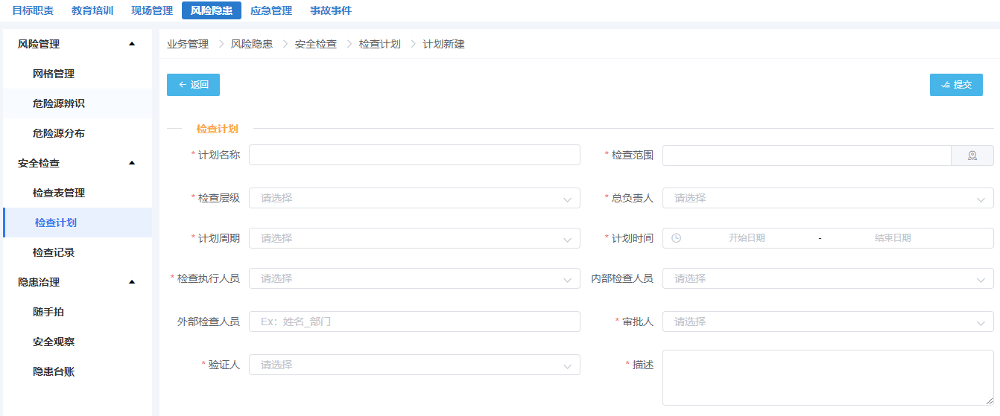 目标职责 教育培训 现场管理 风险隐患 应急管理 事故事件
风险管理
网格管理
危险源辨识
危险源分布
安全检查
检查表管理
检查计划
检查记录
隐患治理
随手拍
安全观察
隐患台账
业务管理 > 风险隐患 > 安全检查 > 检查计划 > 计划新建
返回
提交
检查计划
* 计划名称
* 检查范围
* 检查层级 请选择
* 总负责人 请选择
* 计划周期 请选择
* 计划时间 开始日期 - 结束日期
* 检查执行人员 请选择
内部检查人员 请选择
外部检查人员 Ex：姓名_部门
* 审批人 请选择
* 验证人 请选择
* 描述